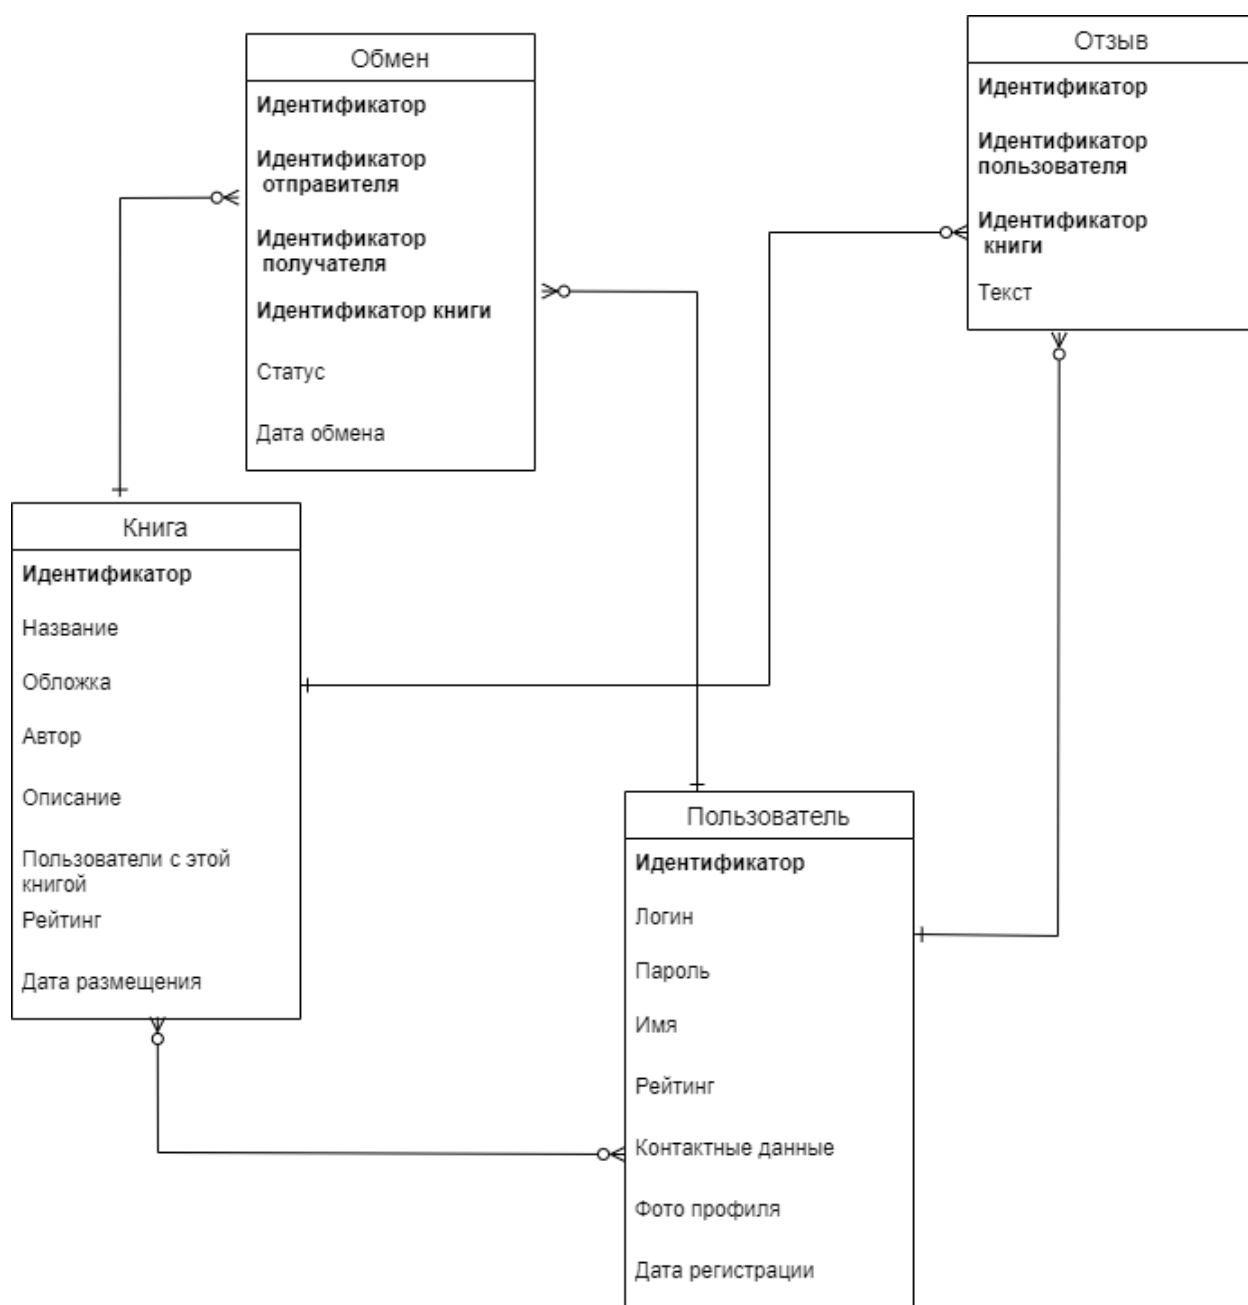 Обмен
Идентификатор
Идентификатор
отправителя
Идентификатор
получателя
Идентификатор книги
Статус
Дата обмена
Отзыв
Идентификатор
Идентификатор
пользователя
Идентификатор
книги
Текст
Книга
Идентификатор
Название
Обложка
Автор
Описание
Пользователи с этой
книгой
Рейтинг
Дата размещения
Пользователь
Идентификатор
Логин
Пароль
Имя
Рейтинг
Контактные данные
Фото профиля
Дата регистрации